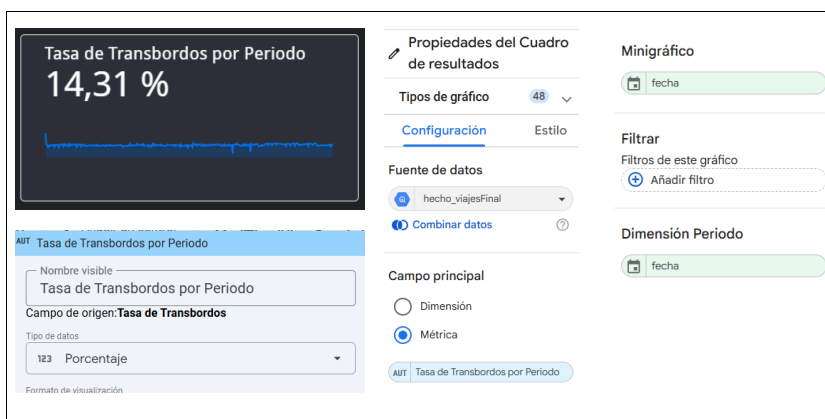 Tasa de Transbordos por Periodo
14,31 %
AUT Tasa de Transbordos por Periodo
Nombre visible
Tasa de Transbordos por Periodo
Campo de origen:Tasa de Transbordos
Tipo de datos
123 Porcentaje
Formato de visualización
Propiedades del Cuadro
de resultados
Tipos de gráfico 48
Configuración Estilo
Fuente de datos
hecho_viajesFinal
Combinar datos
Campo principal
Dimensión
Métrica
AUT Tasa de Transbordos por Periodo
Minigráfico
fecha
Filtrar
Filtros de este gráfico
Añadir filtro
Dimensión Periodo
fecha